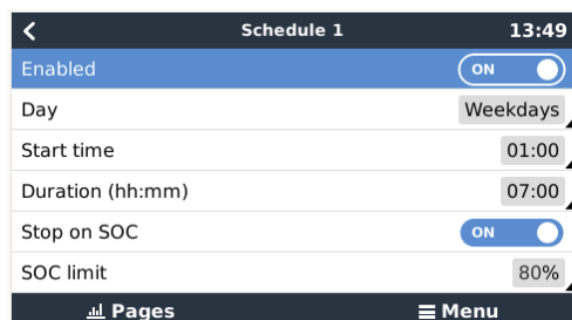 Schedule 1 13:49
Enabled ON
Day Weekdays
Start time 01:00
Duration (hh:mm) 07:00
Stop on SOC ON
SOC limit 80%
Pages Menu